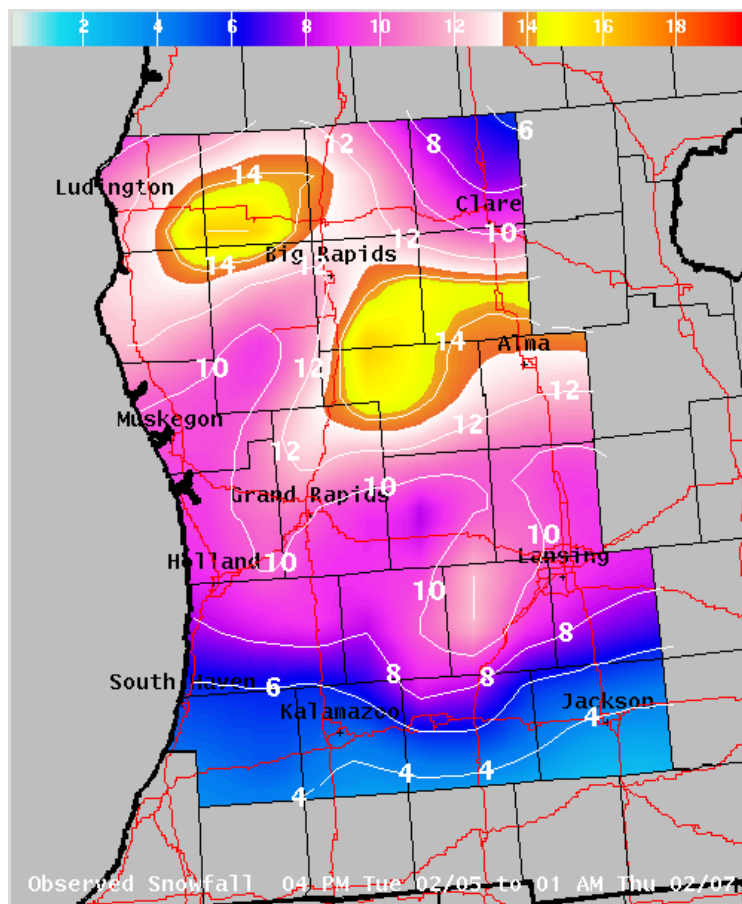 2 4 6 8 10 12 14 16 18
6
12 8
14
Ludington
Clare
12 10
Big Rapids
14 12
14
Alma
10 12
12
Muskegon
12
12
10
Grand Rapids
10
Holland 10 Lansing
10
8
8 8
South Haven 6
Kalamazoo Jackson
4
4 4
4
Observed Snowfall 04 PM Tue 02/05 to 01 AM Thu 02/07